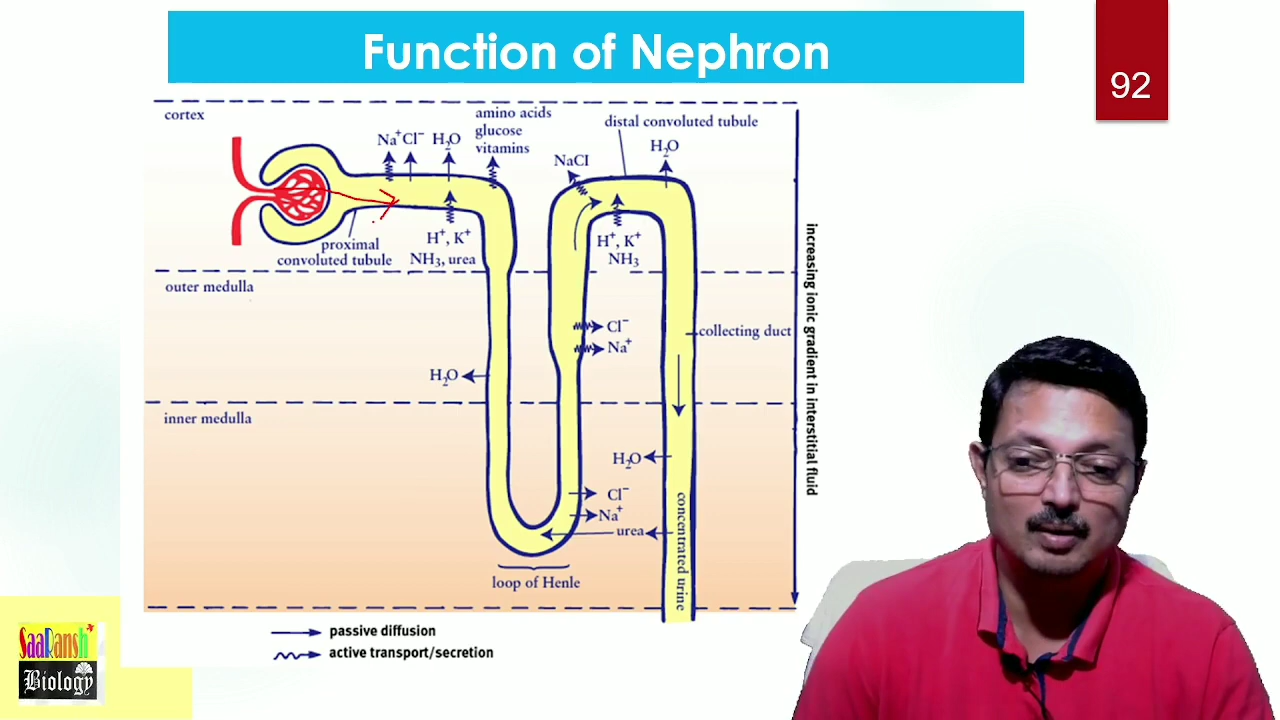 Function of Nephron
92
cortex
Na⁺ Cl⁻ H₂O
amino acids
glucose
vitamins
distal convoluted tubule
NaCl
H₂O
proximal
convoluted tubule
H⁺, K⁺
NH₃, urea
H⁺, K⁺
NH₃
outer medulla
Cl⁻
Na⁺
collecting duct
H₂O
inner medulla
H₂O
Cl⁻
Na⁺
urea
concentrated urine
loop of Henle
increasing ionic gradient in interstitial fluid
passive diffusion
active transport/secretion
SaaRansh
Biology